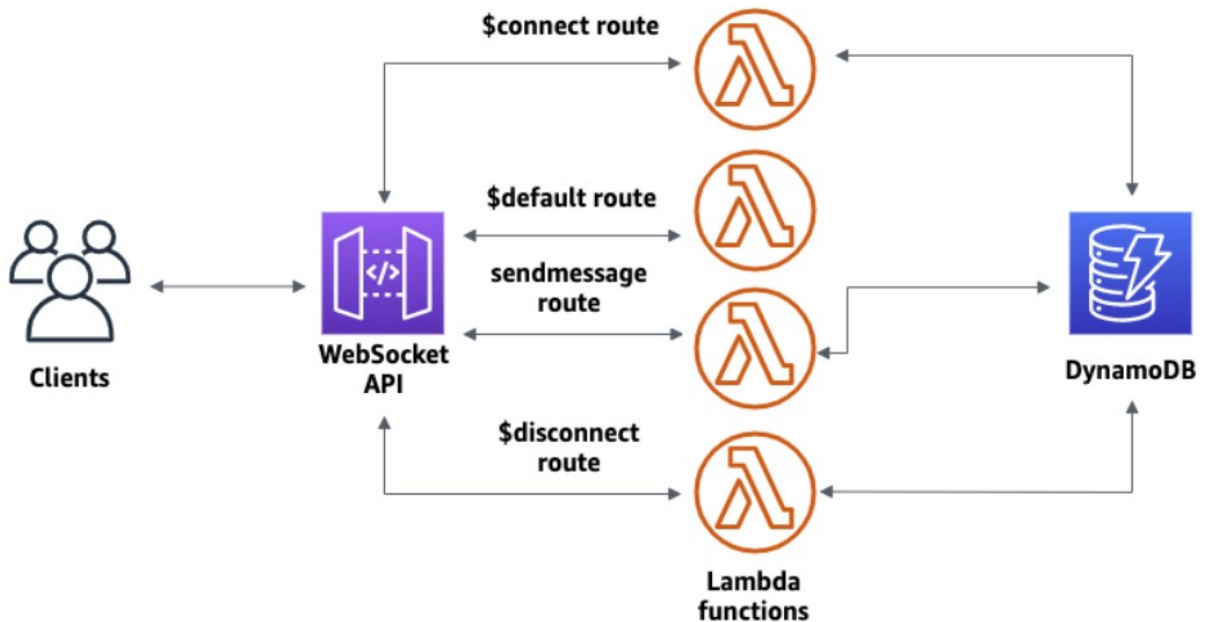 $connect route
$default route
sendmessage
route
</>
WebSocket
API
Clients
DynamoDB
$disconnect
route
Lambda
functions